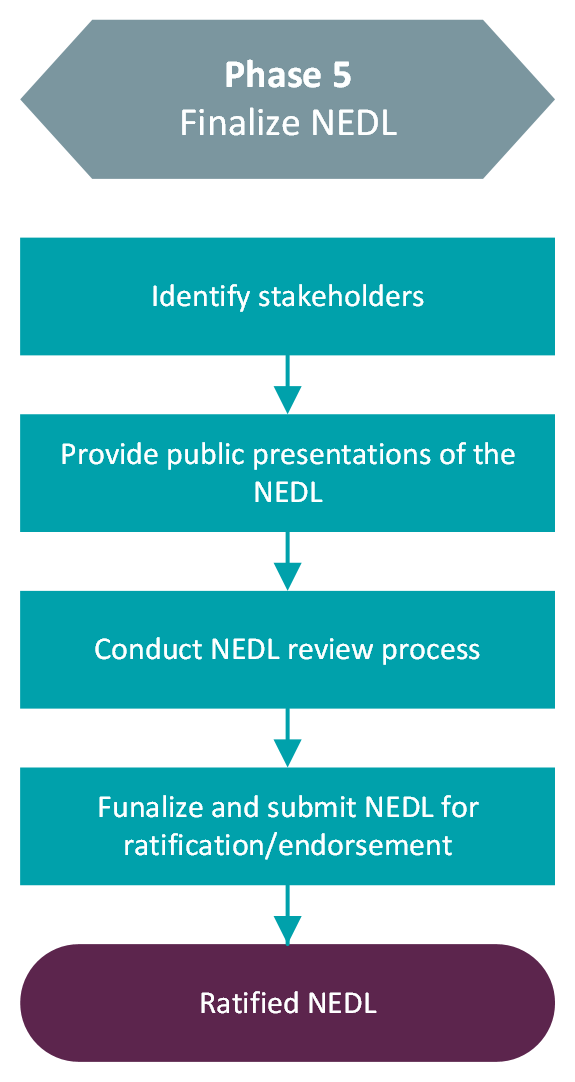 Phase 5
Finalize NEDL
Identify stakeholders
Provide public presentations of the
NEDL
Conduct NEDL review process
Funalize and submit NEDL for
ratification/endorsement
Ratified NEDL